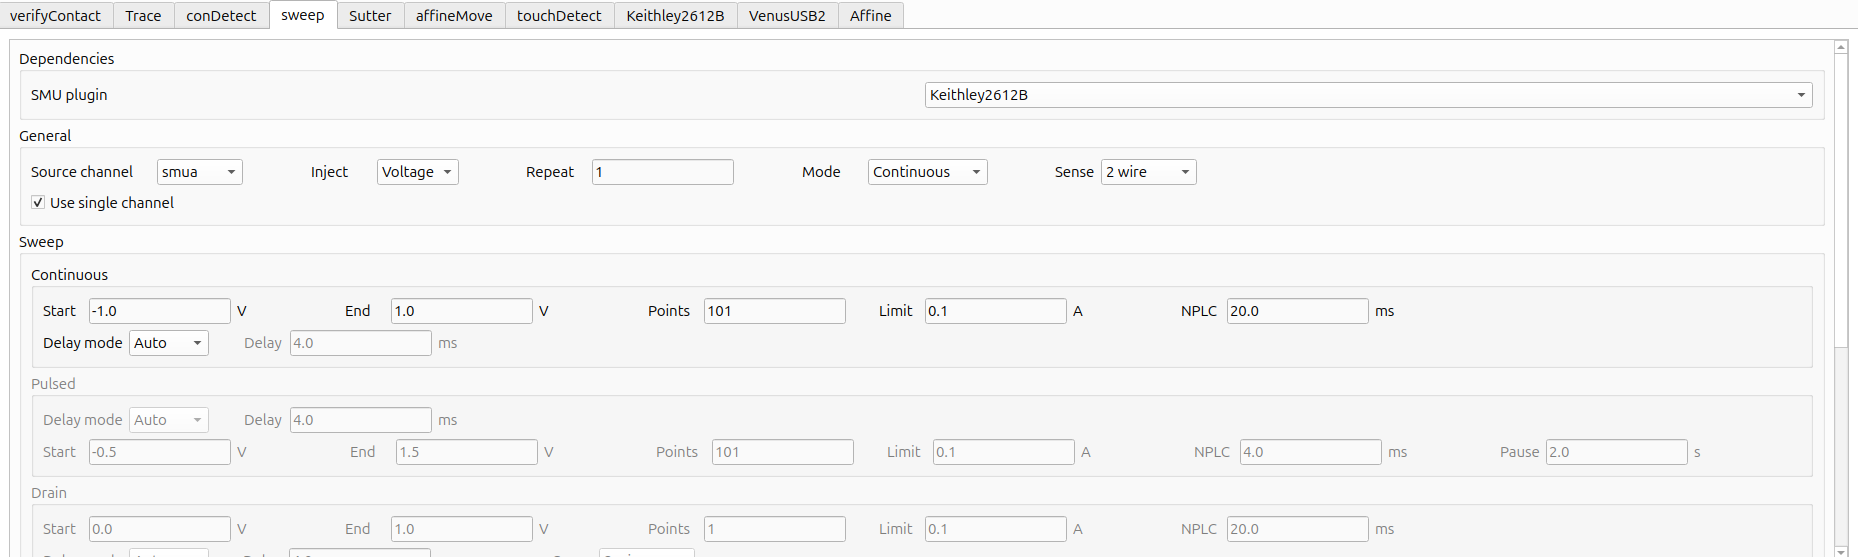 verifyContact Trace conDetect sweep Sutter affineMove touchDetect Keithley2612B VenusUSB2 Affine
Dependencies
SMU plugin Keithley2612B
General
Source channel smua Inject Voltage Repeat 1 Mode Continuous Sense 2 wire
Use single channel
Sweep
Continuous
Start -1.0 V End 1.0 V Points 101 Limit 0.1 A NPLC 20.0 ms
Delay mode Auto Delay 4.0 ms
Pulsed
Delay mode Auto Delay 4.0 ms
Start -0.5 V End 1.5 V Points 101 Limit 0.1 A NPLC 4.0 ms Pause 2.0 s
Drain
Start 0.0 V End 1.0 V Points 1 Limit 0.1 A NPLC 20.0 ms